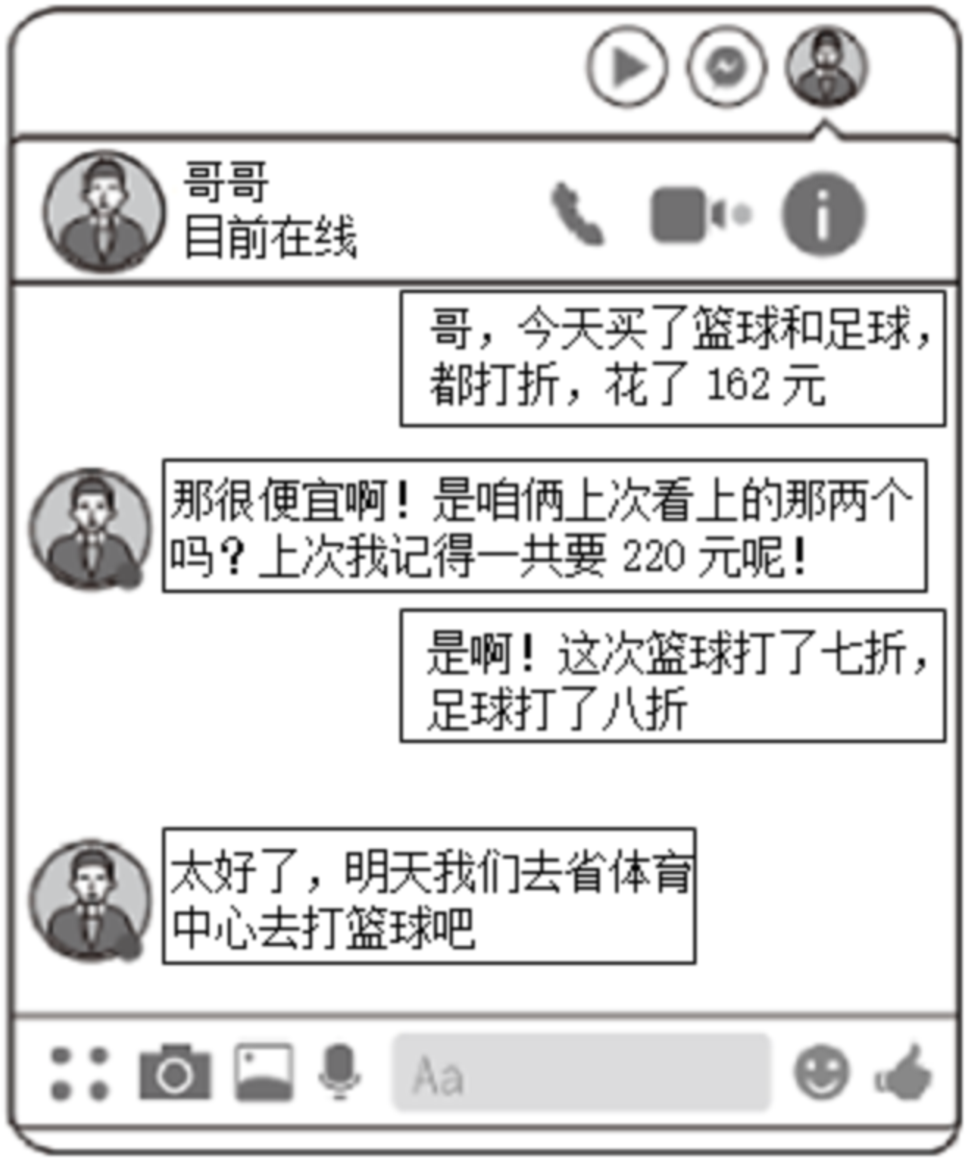 哥哥
目前在线
哥，今天买了篮球和足球，
都打折，花了 162 元
那很便宜啊！是咱俩上次看上的那两个
吗？上次我记得一共要 220 元呢！
是啊！这次篮球打了七折，
足球打了八折
太好了，明天我们去省体育
中心去打篮球吧
Aa